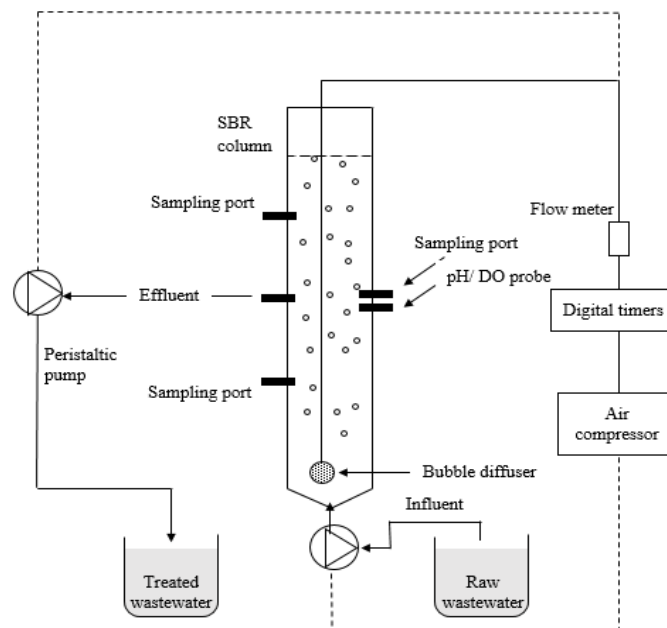 SBR
column
Sampling port
Flow meter
Sampling port
pH/ DO probe
Effluent
Digital timers
Peristaltic
pump
Sampling port
Air
compressor
Bubble diffuser
Influent
Treated
wastewater
Raw
wastewater